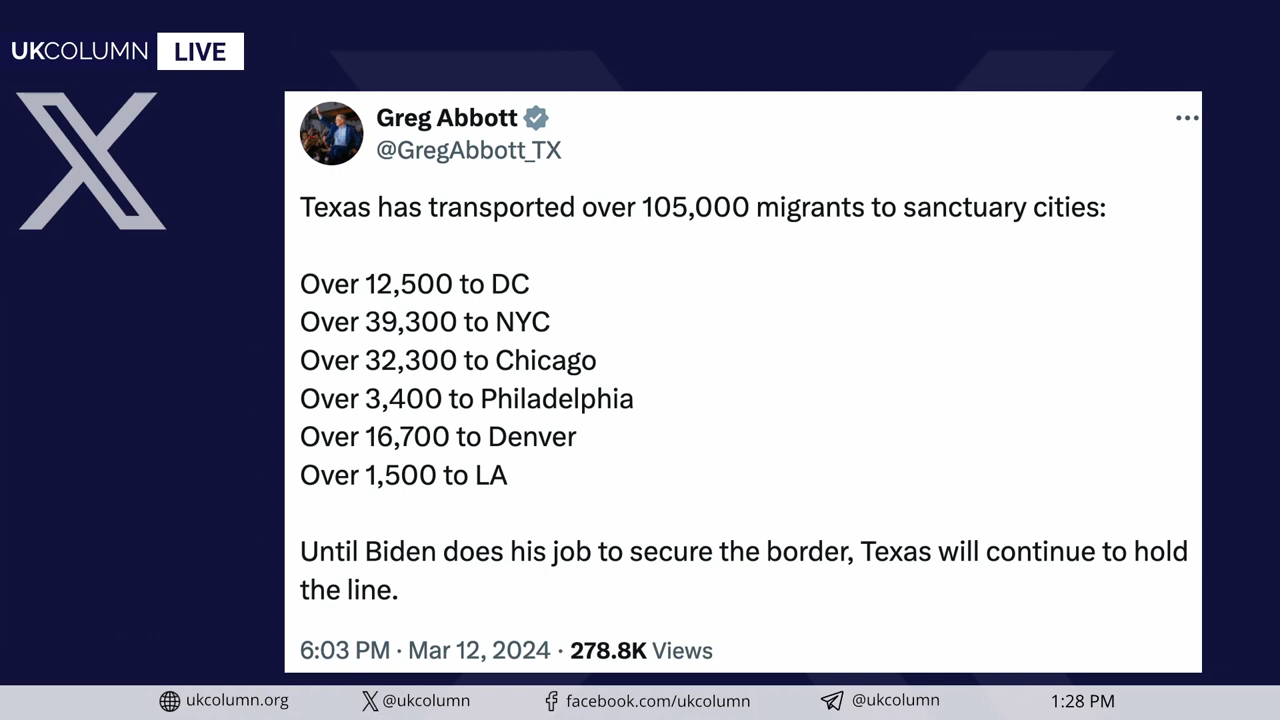 UKCOLUMN LIVE
Greg Abbott
@GregAbbott_TX
Texas has transported over 105,000 migrants to sanctuary cities:
Over 12,500 to DC
Over 39,300 to NYC
Over 32,300 to Chicago
Over 3,400 to Philadelphia
Over 16,700 to Denver
Over 1,500 to LA
Until Biden does his job to secure the border, Texas will continue to hold
the line.
6:03 PM · Mar 12, 2024 · 278.8K Views
ukcolumn.org @ukcolumn facebook.com/ukcolumn @ukcolumn 1:28 PM